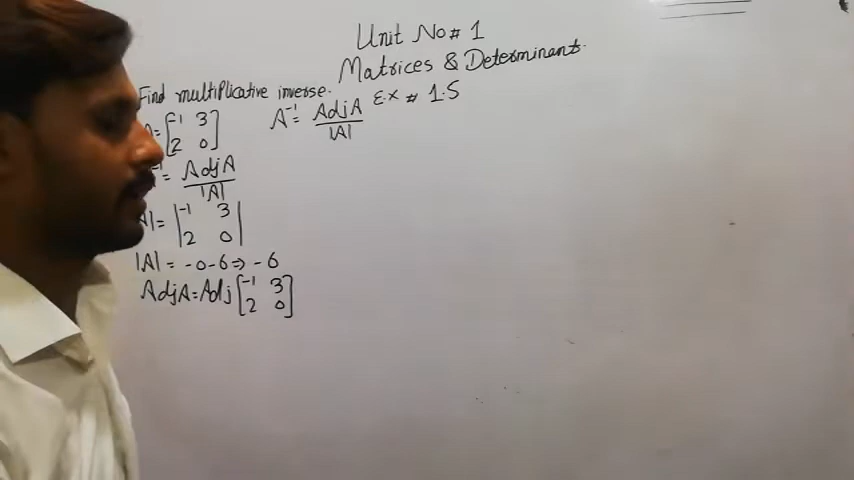 Unit No # 1
Matrices & Determinants.
Ex # 1.5
Find multiplicative inverse.
A = [-1 3
2 0]
A⁻¹ = AdjA
|A|
⁻¹ = AdjA
|A|
A| = |-1 3
2 0|
|A| = -0-6 ⇒ -6
AdjA = Adj [-1 3
2 0]